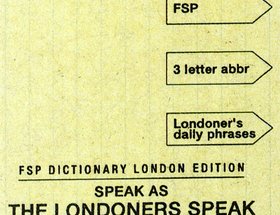 FSP
3 letter abbr
Londoner's
daily phrases
FSP DICTIONARY LONDON EDITION
SPEAK AS
THE LONDONERS SPEAK